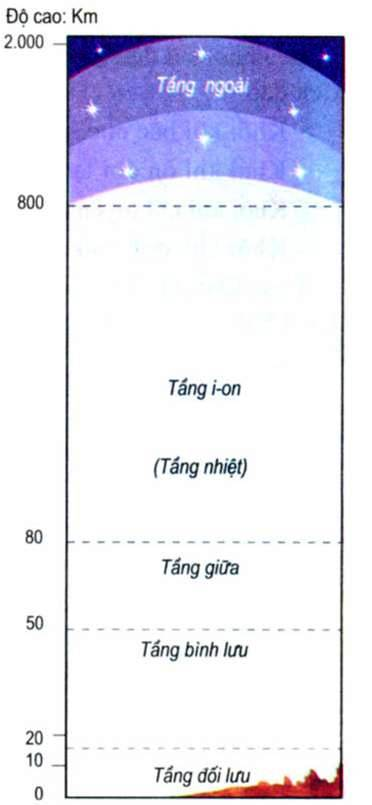 Độ cao: Km
2.000
Tầng ngoài
800
Tầng i-on
(Tầng nhiệt)
80
Tầng giữa
50
Tầng bình lưu
20
10
Tầng đối lưu
0